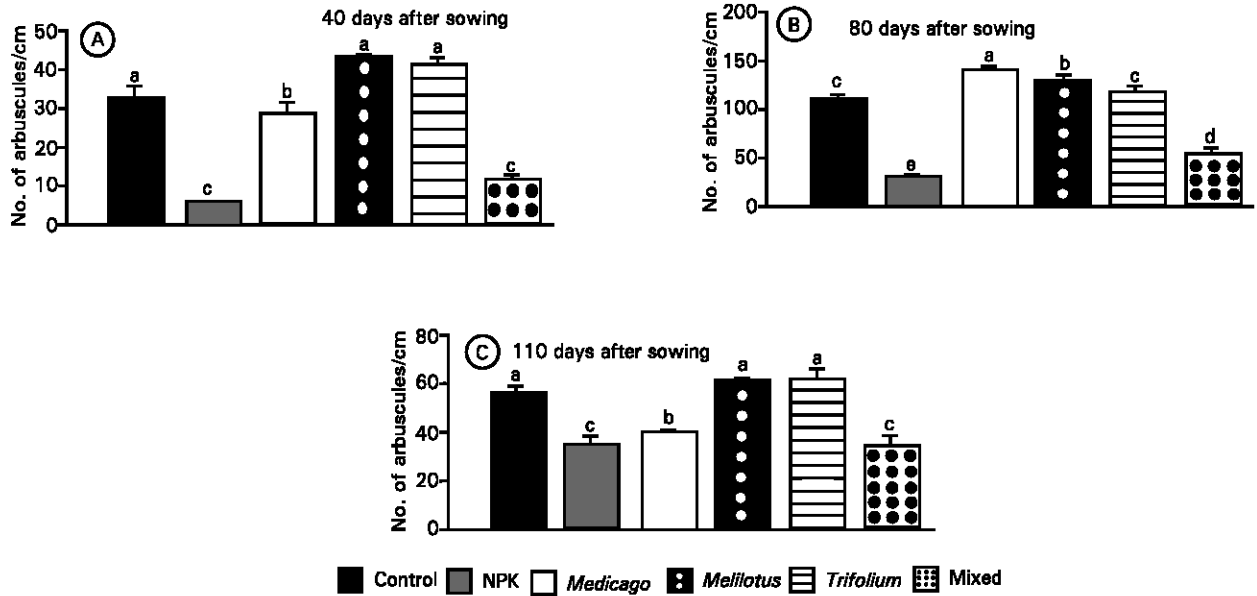 40 days after sowing
A
No. of arbuscules/cm
50
40
30
20
10
0
a
c
b
a
a
c
80 days after sowing
B
No. of arbuscules/cm
200
150
100
50
0
c
e
a
b
c
d
C 110 days after sowing
No. of arbuscules/cm
80
60
40
20
0
a
c
b
a
a
c
Control NPK Medicago Melilotus Trifolium Mixed